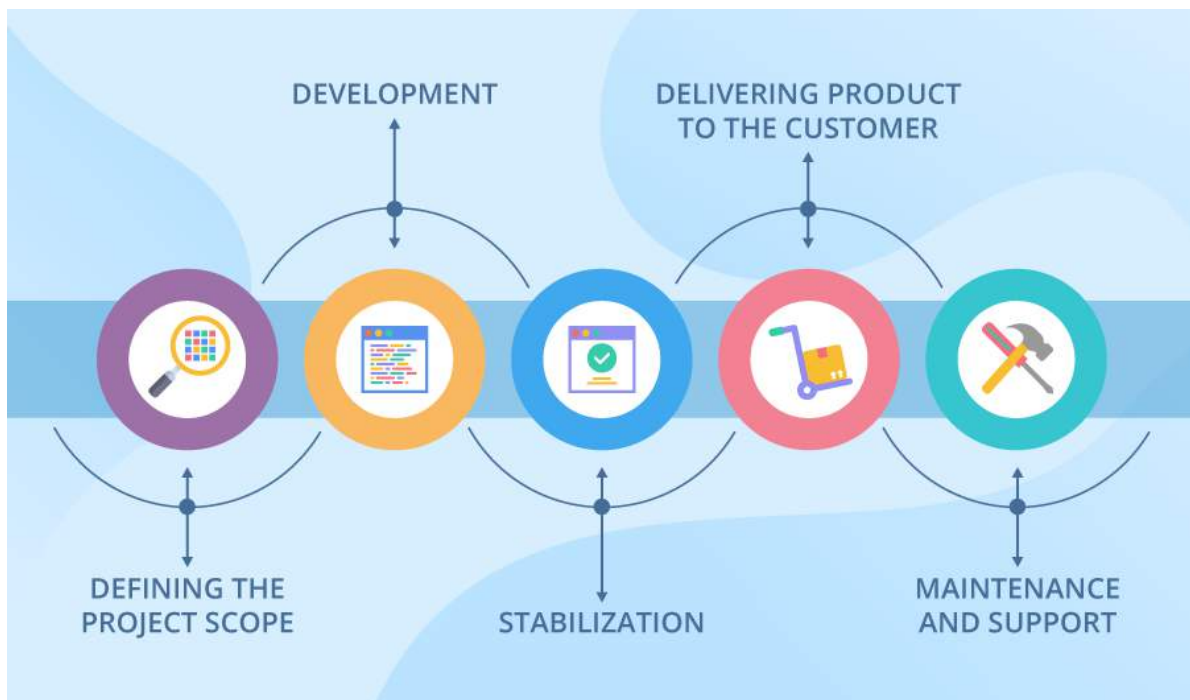 DEVELOPMENT
DELIVERING PRODUCT
TO THE CUSTOMER
DEFINING THE
PROJECT SCOPE
STABILIZATION
MAINTENANCE
AND SUPPORT